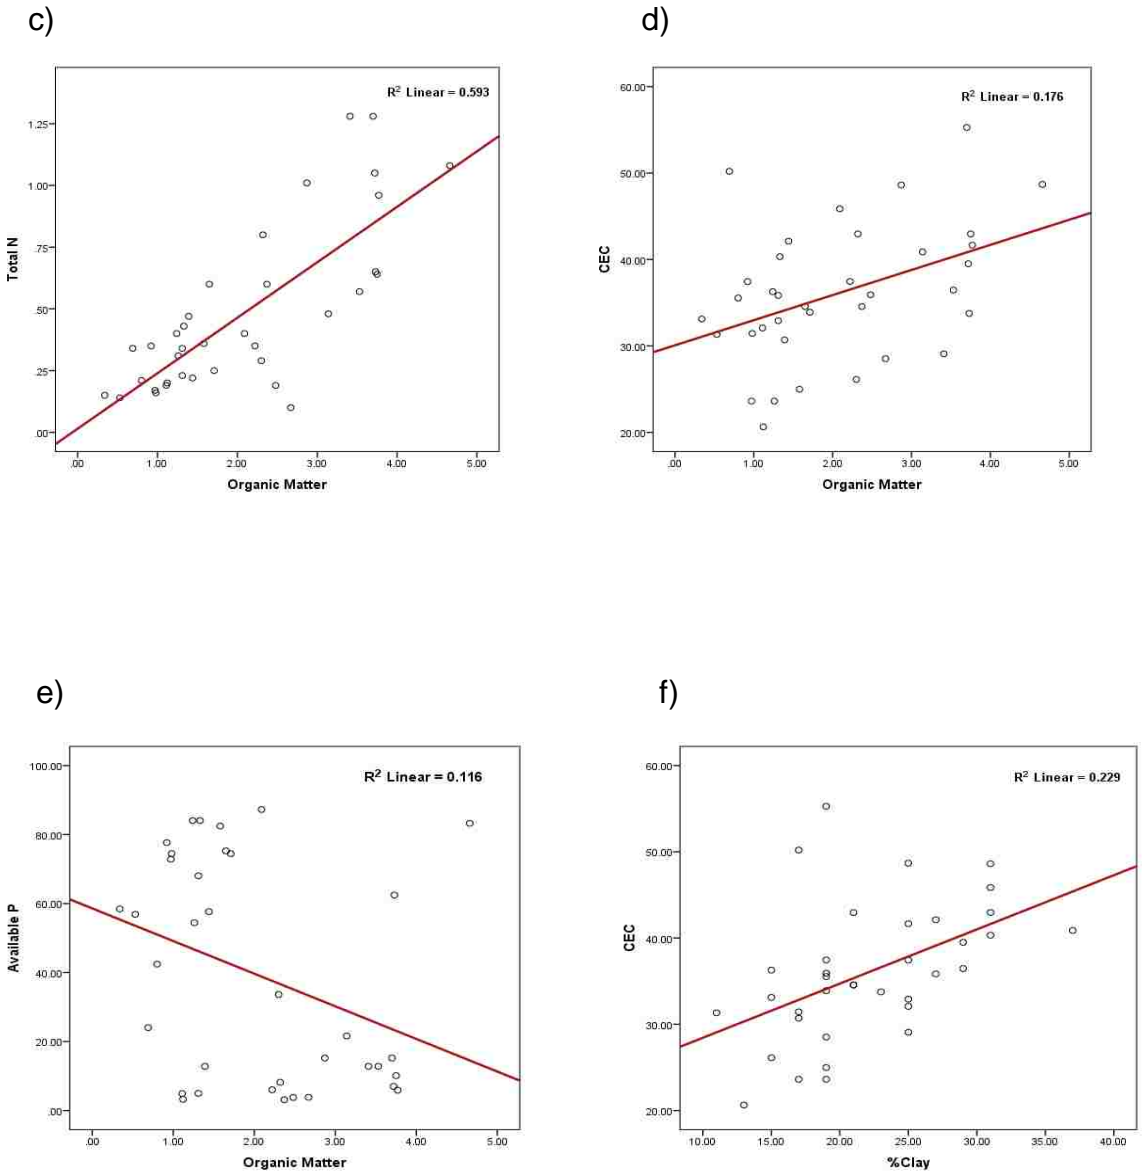 c)
R² Linear = 0.593
Total N
1.25
1.00
.75
.50
.25
.00
.00 1.00 2.00 3.00 4.00 5.00
Organic Matter
d)
R² Linear = 0.176
CEC
60.00
50.00
40.00
30.00
20.00
.00 1.00 2.00 3.00 4.00 5.00
Organic Matter
e)
R² Linear = 0.116
Available P
100.00
80.00
60.00
40.00
20.00
.00
.00 1.00 2.00 3.00 4.00 5.00
Organic Matter
f)
R² Linear = 0.229
CEC
60.00
50.00
40.00
30.00
20.00
10.00 15.00 20.00 25.00 30.00 35.00 40.00
%Clay